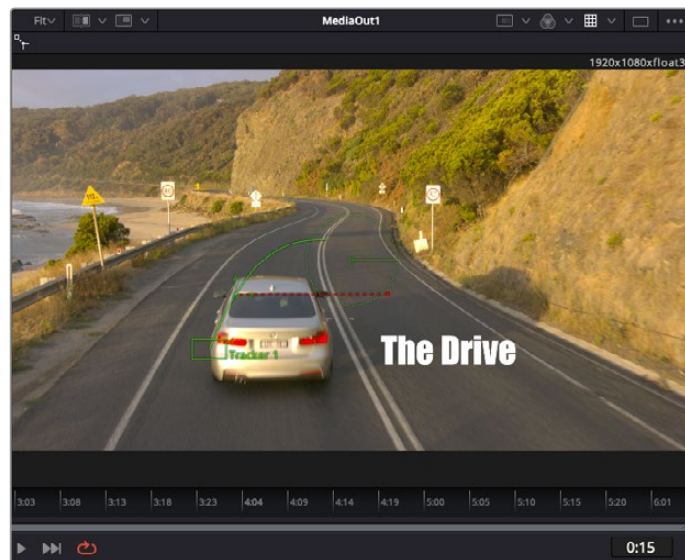 Fit
MediaOut1
1920x1080xfloat3
Tracker 1
The Drive
3:03 3:08 3:13 3:18 3:23 4:04 4:09 4:14 4:19 5:00 5:05 5:10 5:15 5:20 6:01
0:15